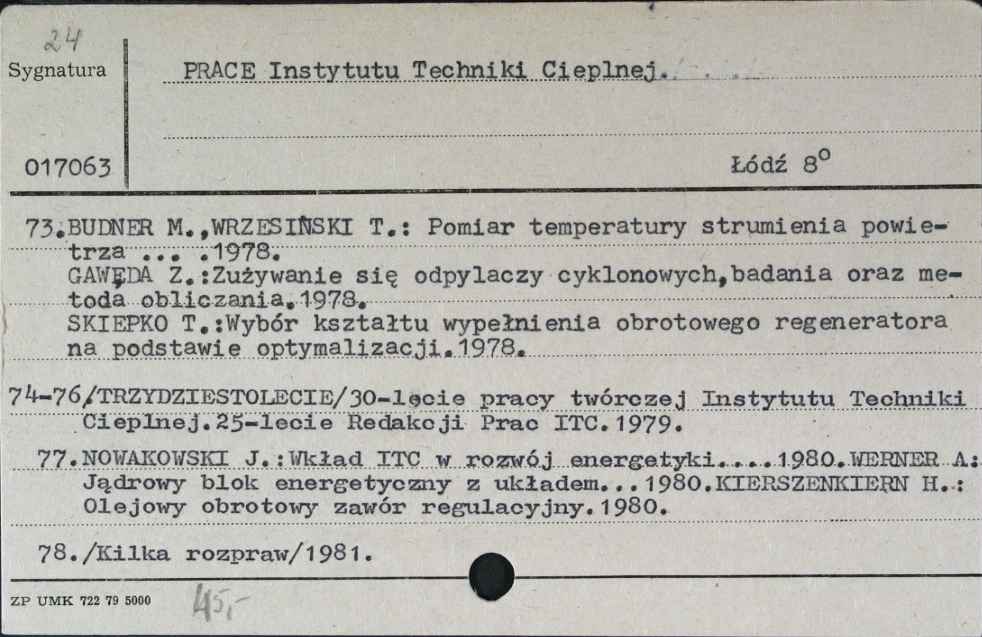 24
Sygnatura
PRACE Instytutu Techniki Cieplnej.
017063
Łódź 8°
73.BUDNER M.,WRZESIŃSKI T.: Pomiar temperatury strumienia powie-
trza ... .1978.
GAWĘDA Z.:Zużywanie się odpylaczy cyklonowych,badania oraz me-
toda obliczania.1978.
SKIEPKO T.:Wybór kształtu wypełnienia obrotowego regeneratora
na podstawie optymalizacji.1978.
74-76/TRZYDZIESTOLECIE/30-lecie pracy twórczej Instytutu Techniki
Cieplnej.25-lecie Redakcji Prac ITC.1979.
77.NOWAKOWSKI J.:Wkład ITC w rozwój energetyki....1980.WERNER A:
Jądrowy blok energetyczny z układem...1980.KIERSZENKIERN H.:
Olejowy obrotowy zawór regulacyjny.1980.
78./Kilka rozpraw/1981.
ZP UMK 722 79 5000
45,-